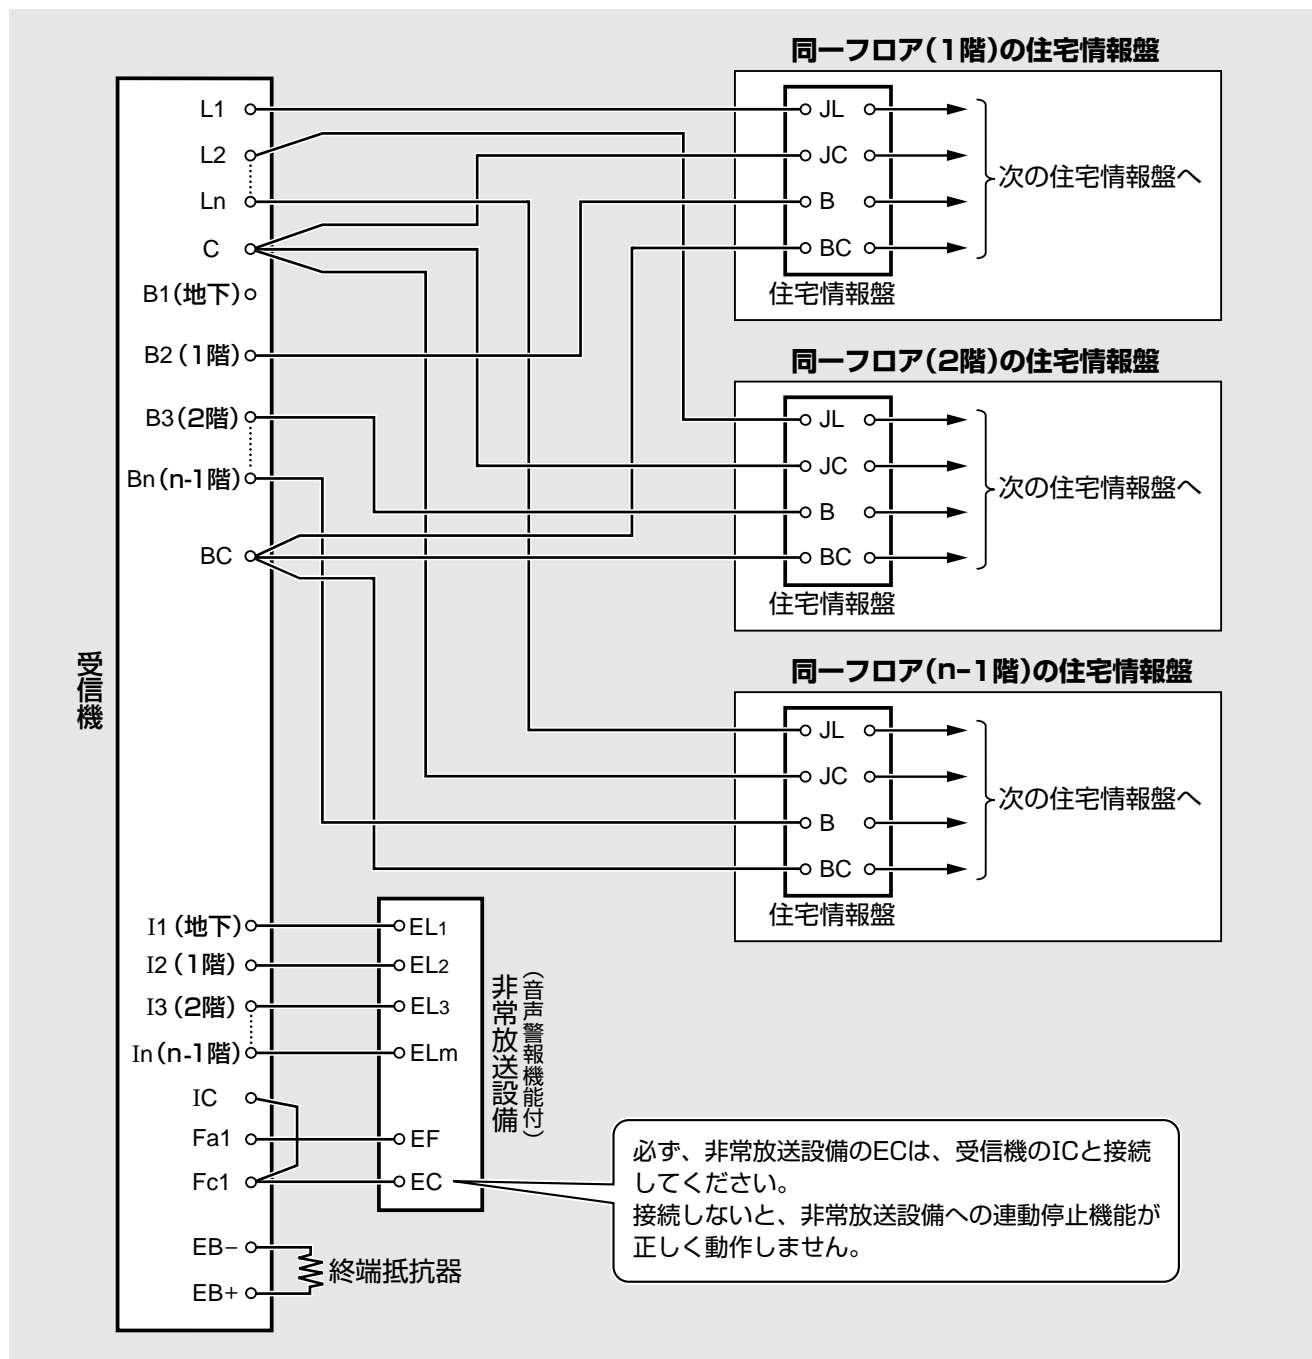 同一フロア(1階)の住宅情報盤
L1
L2
Ln
C
B1(地下)
B2(1階)
B3(2階)
Bn(n-1階)
BC
受信機
JL
JC
B
BC
住宅情報盤
次の住宅情報盤へ
同一フロア(2階)の住宅情報盤
JL
JC
B
BC
住宅情報盤
次の住宅情報盤へ
同一フロア(n-1階)の住宅情報盤
JL
JC
B
BC
住宅情報盤
次の住宅情報盤へ
I1(地下)
I2(1階)
I3(2階)
In(n-1階)
IC
Fa1
Fc1
EB-
EB+
EL1
EL2
EL3
ELm
EF
EC
非常放送設備
(音声警報機能付)
終端抵抗器
必ず、非常放送設備のECは、受信機のICと接続
してください。
接続しないと、非常放送設備への連動停止機能が
正しく動作しません。